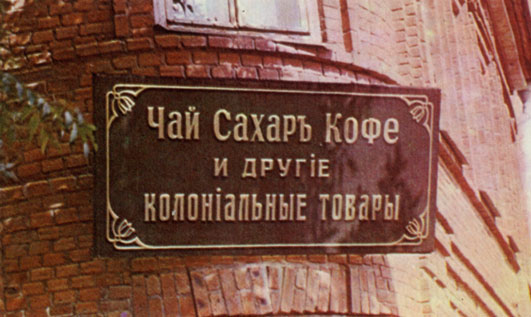 Чай Сахаръ Кофе
и другіе
колоніальные товары